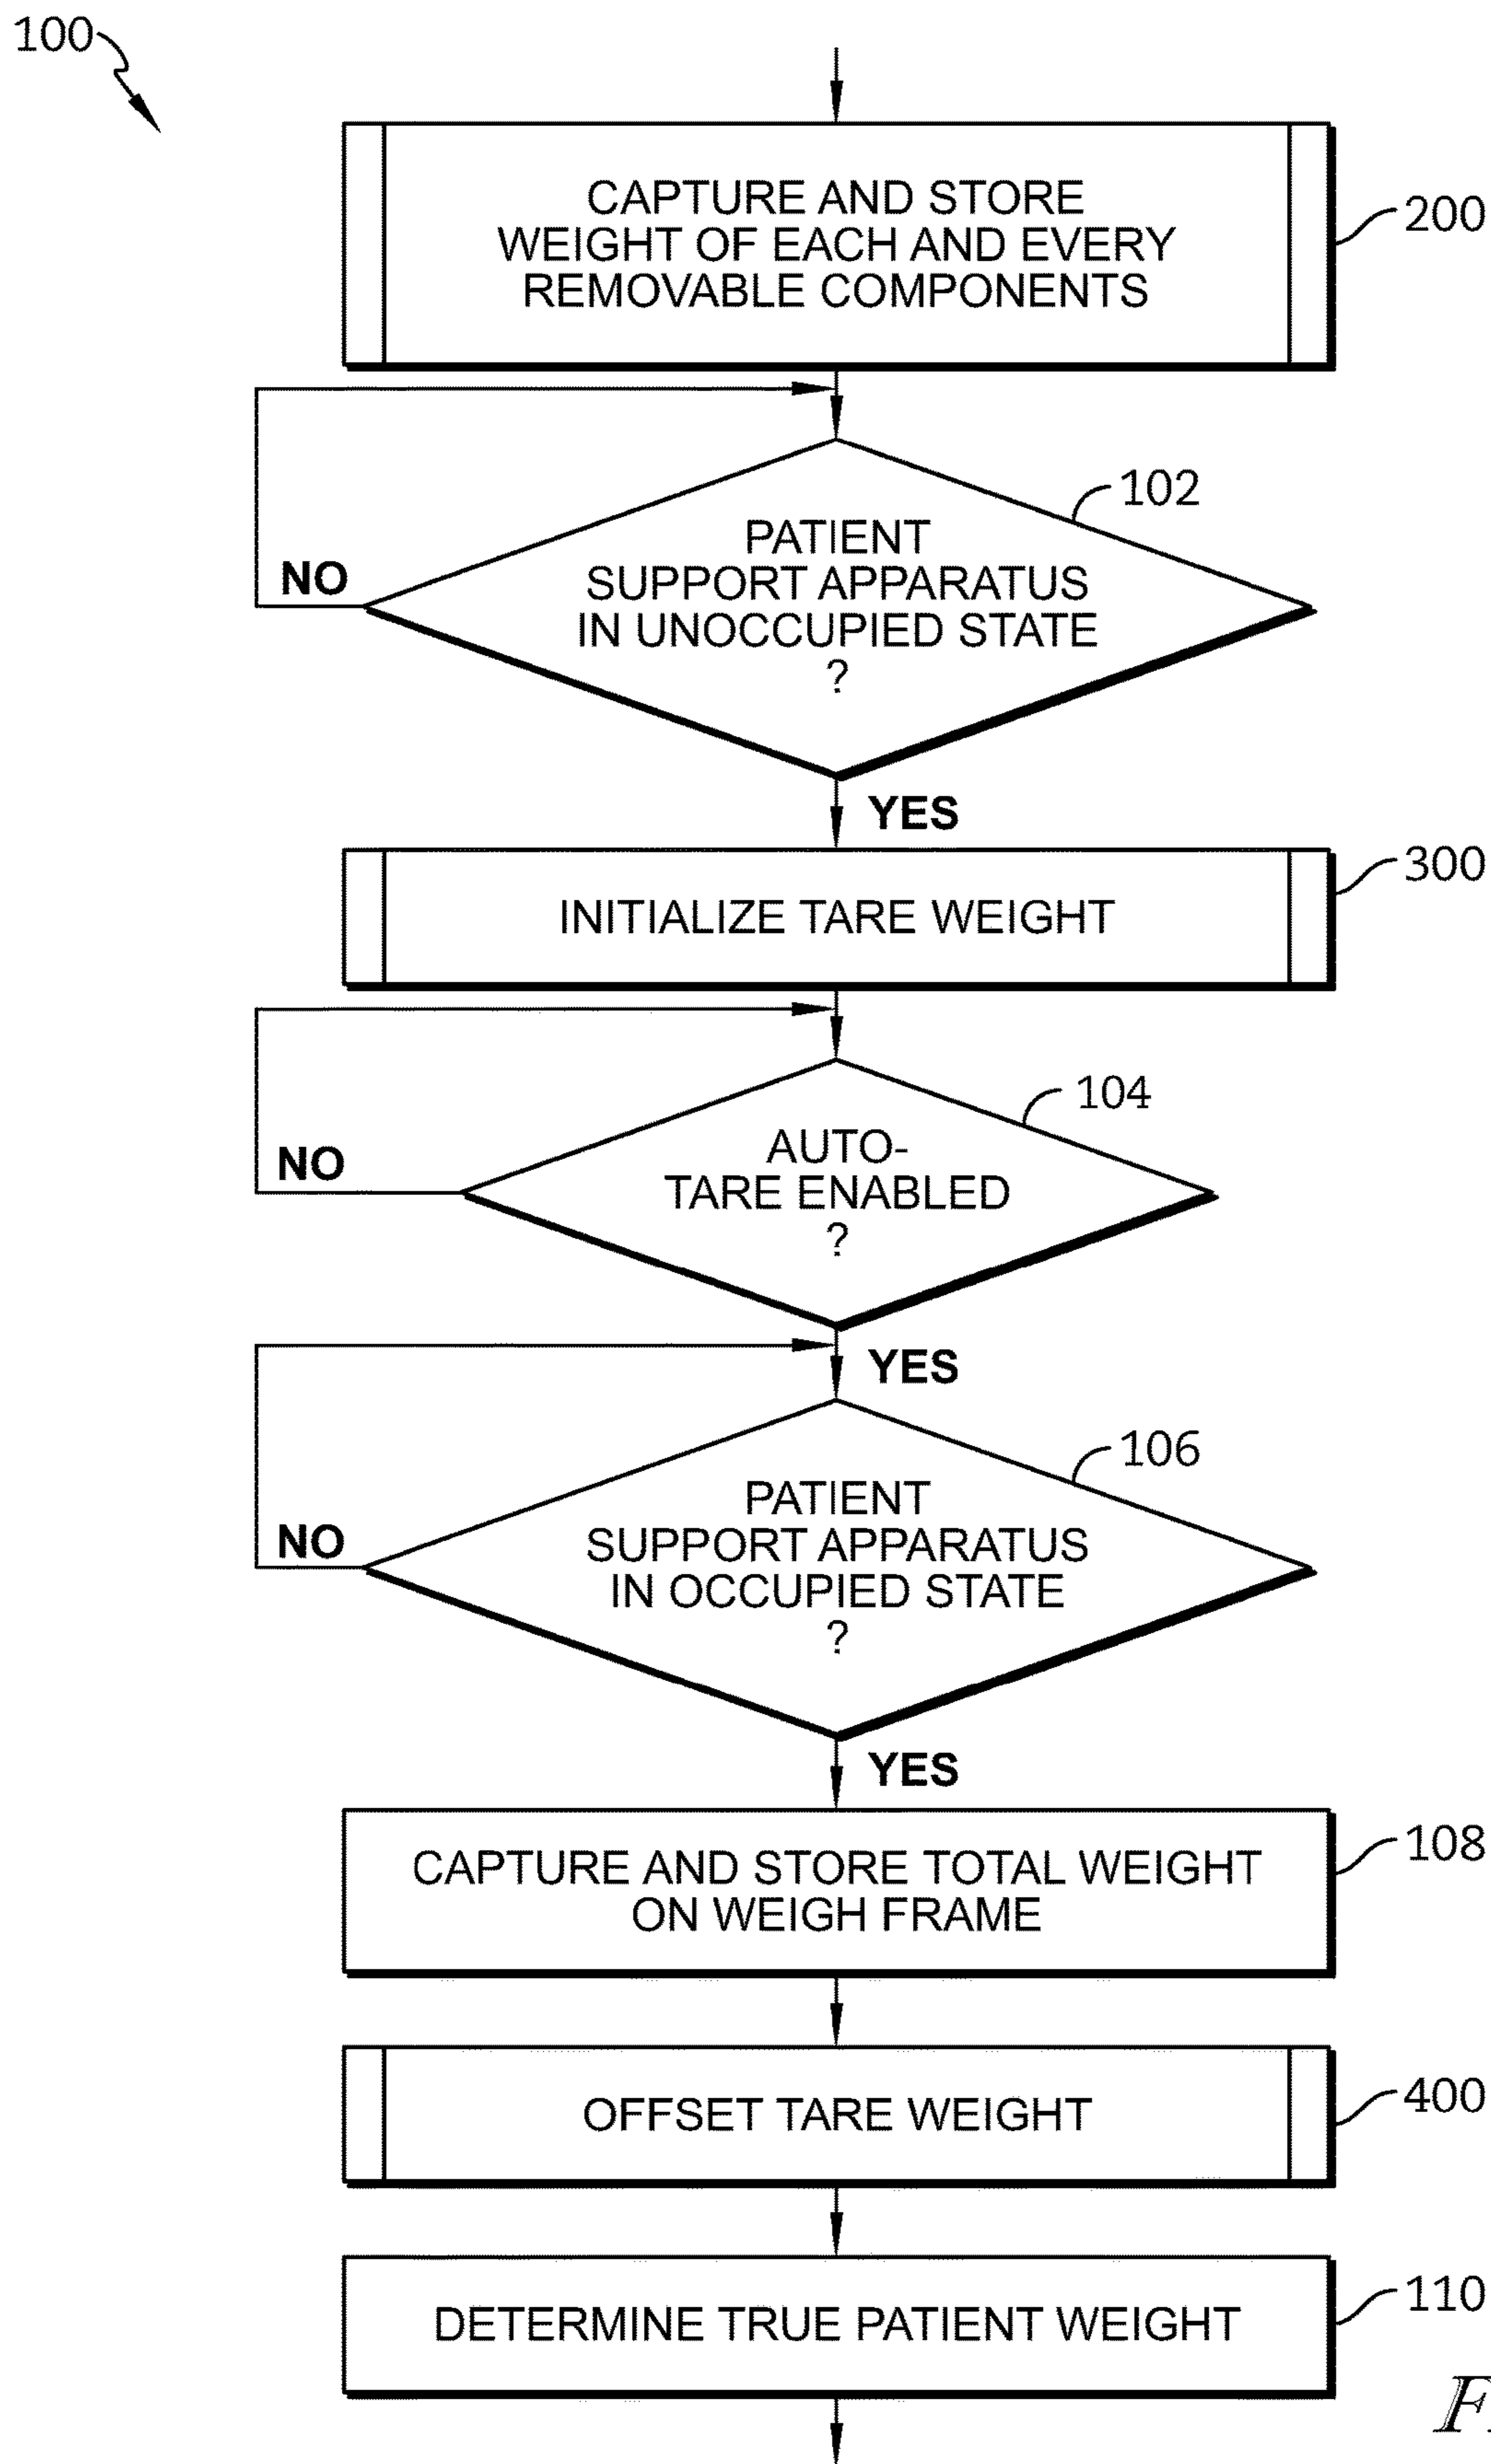 100
CAPTURE AND STORE
WEIGHT OF EACH AND EVERY
REMOVABLE COMPONENTS
200
102
PATIENT
SUPPORT APPARATUS
IN UNOCCUPIED STATE
?
NO
YES
300
INITIALIZE TARE WEIGHT
104
AUTO-
TARE ENABLED
?
NO
YES
106
PATIENT
SUPPORT APPARATUS
IN OCCUPIED STATE
?
NO
YES
108
CAPTURE AND STORE TOTAL WEIGHT
ON WEIGH FRAME
400
OFFSET TARE WEIGHT
110
DETERMINE TRUE PATIENT WEIGHT